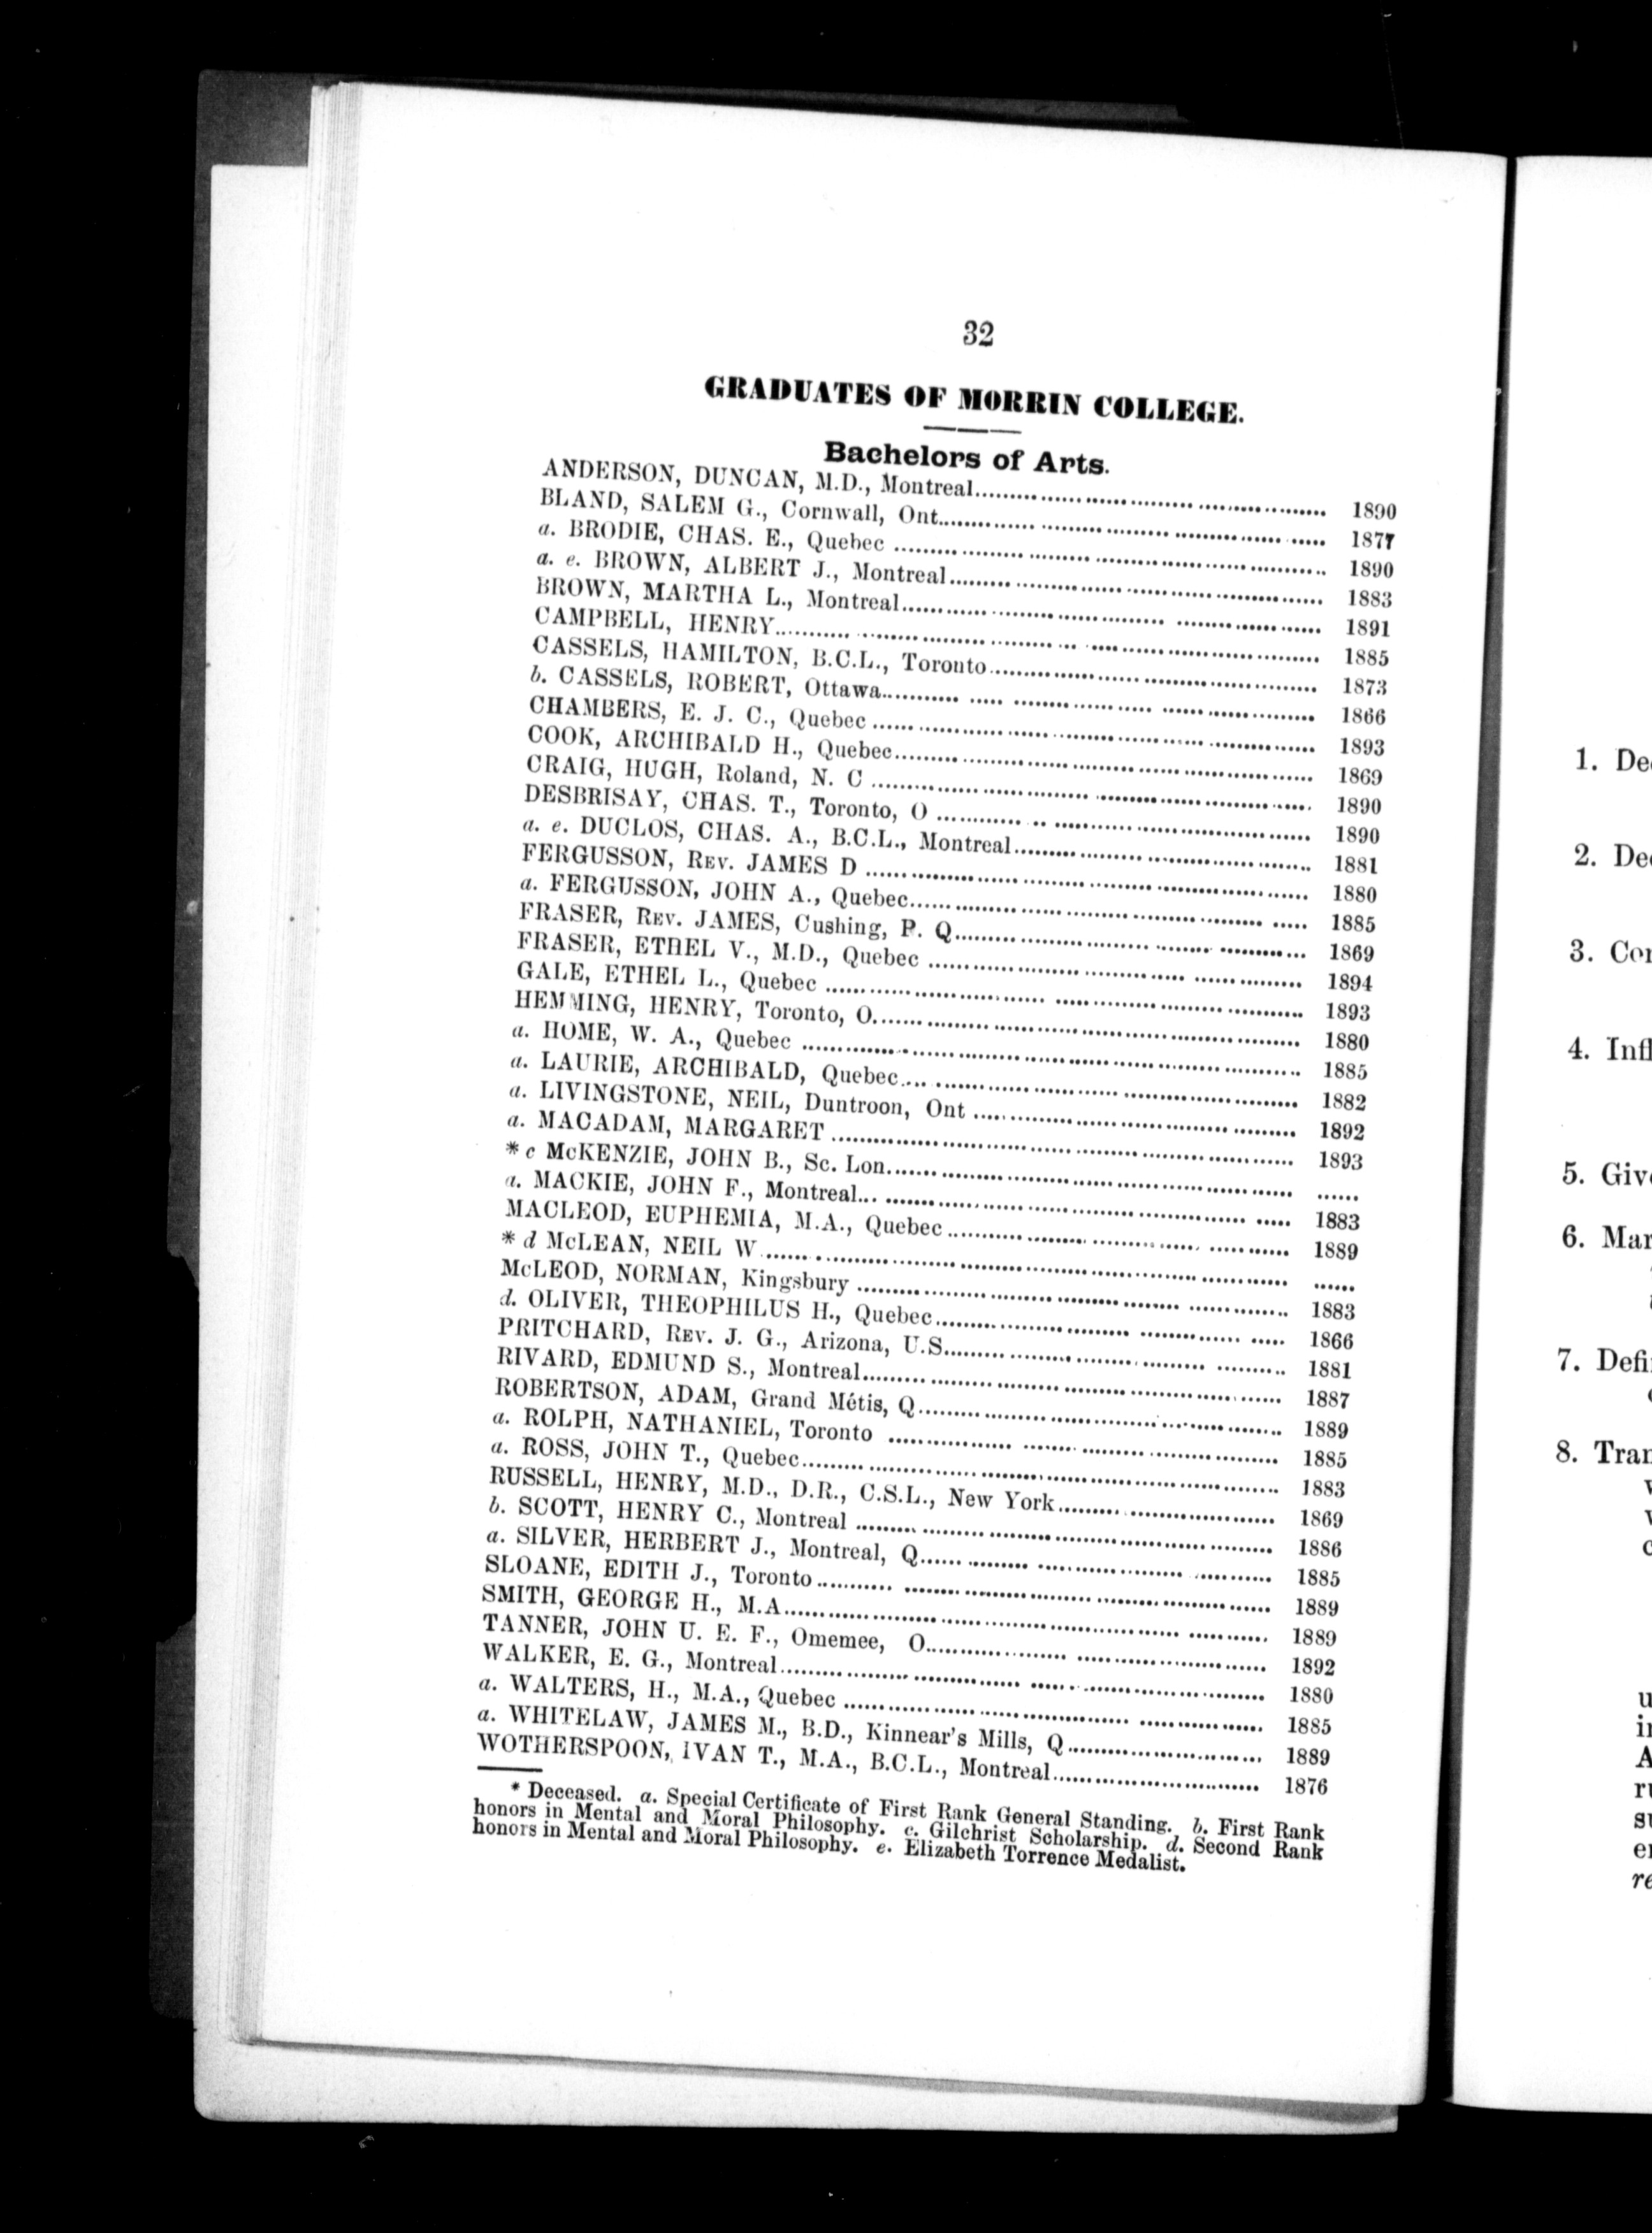 32
GRADUATES OF MORRIN COLLEGE.
Bachelors of Arts.
ANDERSON, DUNCAN, M.D., Montreal........ 1890
BLAND, SALEM G., Cornwall, Ont........ 1877
a. BRODIE, CHAS. E., Quebec ........ 1890
a. e. BROWN, ALBERT J., Montreal........ 1883
BROWN, MARTHA L., Montreal........ 1891
CAMPBELL, HENRY........ 1885
CASSELS, HAMILTON, B.C.L., Toronto........ 1873
b. CASSELS, ROBERT, Ottawa........ 1866
CHAMBERS, E. J. C., Quebec ........ 1893
COOK, ARCHIBALD H., Quebec........ 1869
CRAIG, HUGH, Roland, N. C ........ 1890
DESBRISAY, CHAS. T., Toronto, O ........ 1890
a. e. DUCLOS, CHAS. A., B.C.L., Montreal........ 1881
FERGUSSON, REV. JAMES D ........ 1880
a. FERGUSSON, JOHN A., Quebec........ 1885
FRASER, REV. JAMES, Cushing, P. Q........ 1869
FRASER, ETHEL V., M.D., Quebec ........ 1894
GALE, ETHEL L., Quebec ........ 1893
HEMMING, HENRY, Toronto, O........ 1880
a. HOME, W. A., Quebec ........ 1885
a. LAURIE, ARCHIBALD, Quebec........ 1882
a. LIVINGSTONE, NEIL, Duntroon, Ont ........ 1892
a. MACADAM, MARGARET ........ 1893
* c McKENZIE, JOHN B., Sc. Lon........ ......
a. MACKIE, JOHN F., Montreal........ 1883
MACLEOD, EUPHEMIA, M.A., Quebec ........ 1889
* d McLEAN, NEIL W ........ ......
McLEOD, NORMAN, Kingsbury ........ 1883
d. OLIVER, THEOPHILUS H., Quebec........ 1866
PRITCHARD, REV. J. G., Arizona, U.S........ 1881
RIVARD, EDMUND S., Montreal........ 1887
ROBERTSON, ADAM, Grand Métis, Q........ 1889
a. ROLPH, NATHANIEL, Toronto ........ 1885
a. ROSS, JOHN T., Quebec........ 1883
RUSSELL, HENRY, M.D., D.R., C.S.L., New York........ 1869
b. SCOTT, HENRY C., Montreal ........ 1886
a. SILVER, HERBERT J., Montreal, Q........ 1885
SLOANE, EDITH J., Toronto ........ 1889
SMITH, GEORGE H., M.A........ 1889
TANNER, JOHN U. E. F., Omemee, O........ 1892
WALKER, E. G., Montreal........ 1880
a. WALTERS, H., M.A., Quebec ........ 1885
a. WHITELAW, JAMES M., B.D., Kinnear's Mills, Q........ 1889
WOTHERSPOON, IVAN T., M.A., B.C.L., Montreal........ 1876
* Deceased. a. Special Certificate of First Rank General Standing. b. First Rank
honors in Mental and Moral Philosophy. c. Gilchrist Scholarship. d. Second Rank
honors in Mental and Moral Philosophy. e. Elizabeth Torrence Medalist.
1. De
2. De
3. Con
4. Infl
5. Give
6. Mar
7. Defi
8. Tran